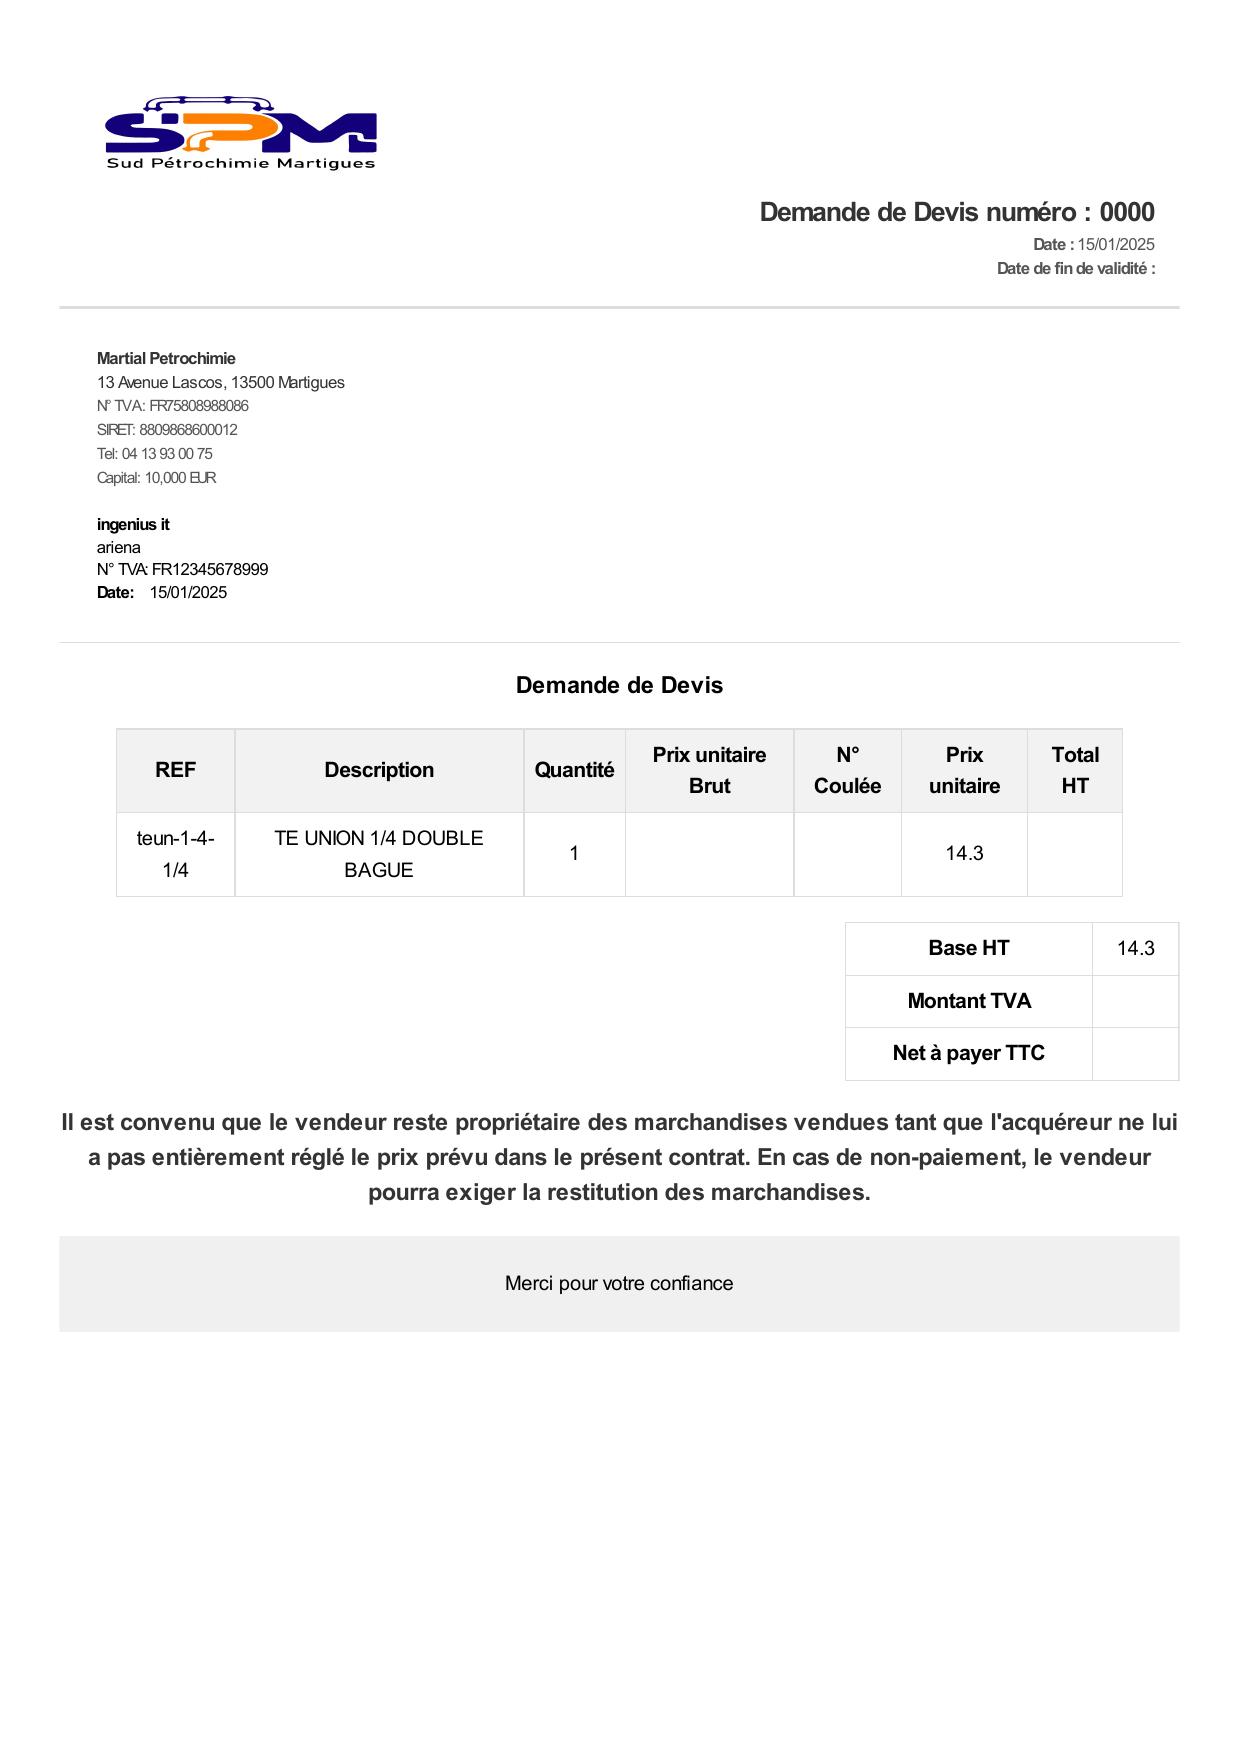 SPM
Sud Pétrochimie Martigues
Demande de Devis numéro : 0000
Date : 15/01/2025
Date de fin de validité :
Martial Petrochimie
13 Avenue Lascos, 13500 Martigues
N° TVA: FR75808988086
SIRET: 8809868600012
Tel: 04 13 93 00 75
Capital: 10,000 EUR
ingenius it
ariena
N° TVA: FR12345678999
Date: 15/01/2025
Demande de Devis
REF Description Quantité Prix unitaire Brut N° Coulée Prix unitaire Total HT
teun-1-4-1/4 TE UNION 1/4 DOUBLE BAGUE 1 14.3
Base HT 14.3
Montant TVA
Net à payer TTC
Il est convenu que le vendeur reste propriétaire des marchandises vendues tant que l'acquéreur ne lui
a pas entièrement réglé le prix prévu dans le présent contrat. En cas de non-paiement, le vendeur
pourra exiger la restitution des marchandises.
Merci pour votre confiance